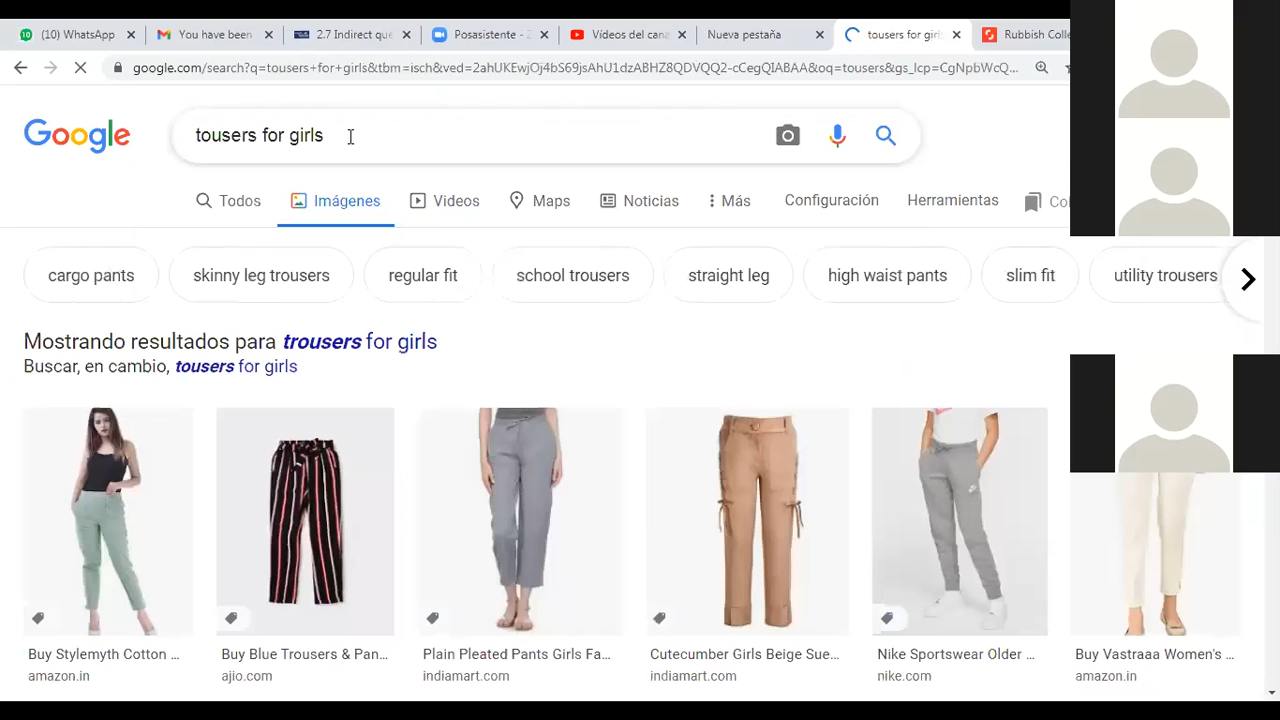 (10) WhatsApp
You have been
2.7 Indirect que
Posasistente - Z
Vídeos del cana
Nueva pestaña
tousers for girls
Rubbish Colle
google.com/search?q=tousers+for+girls&tbm=isch&ved=2ahUKEwjOj4bS69jsAhU1dzABHZ8QDVQQ2-cCegQIABAA&oq=tousers&gs_lcp=CgNpbWcQ...
Google
tousers for girls
Todos
Imágenes
Videos
Maps
Noticias
Más
Configuración
Herramientas
cargo pants
skinny leg trousers
regular fit
school trousers
straight leg
high waist pants
slim fit
utility trousers
Mostrando resultados para trousers for girls
Buscar, en cambio, tousers for girls
Buy Stylemyth Cotton ...
amazon.in
Buy Blue Trousers & Pan...
ajio.com
Plain Pleated Pants Girls Fa...
indiamart.com
Cutecumber Girls Beige Sue...
indiamart.com
Nike Sportswear Older ...
nike.com
Buy Vastraaa Women's ...
amazon.in